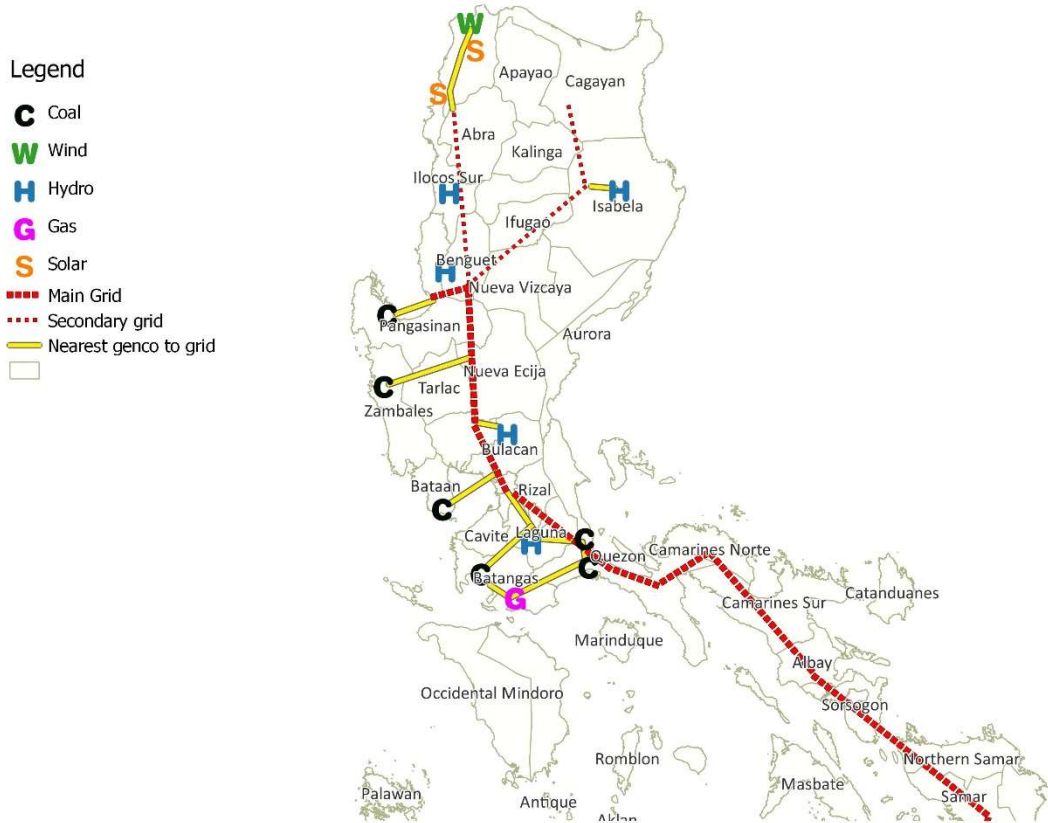 Legend
C Coal
W Wind
H Hydro
G Gas
S Solar
Main Grid
Secondary grid
Nearest genco to grid
W
S
Apayao
Cagayan
S
Abra
Kalinga
Ilocos Sur
H
H
Isabela
Ifugao
Benguet
H
Nueva Vizcaya
C
Pangasinan
Aurora
Nueva Ecija
C
Tarlac
Zambales
H
Bulacan
Bataan
Rizal
C
Cavite
Laguna
C
H
Quezon
Camarines Norte
C
C
Batangas
G
Camarines Sur
Catanduanes
Marinduque
Albay
Occidental Mindoro
Sorsogon
Romblon
Northern Samar
Masbate
Samar
Palawan
Antique
Aklan